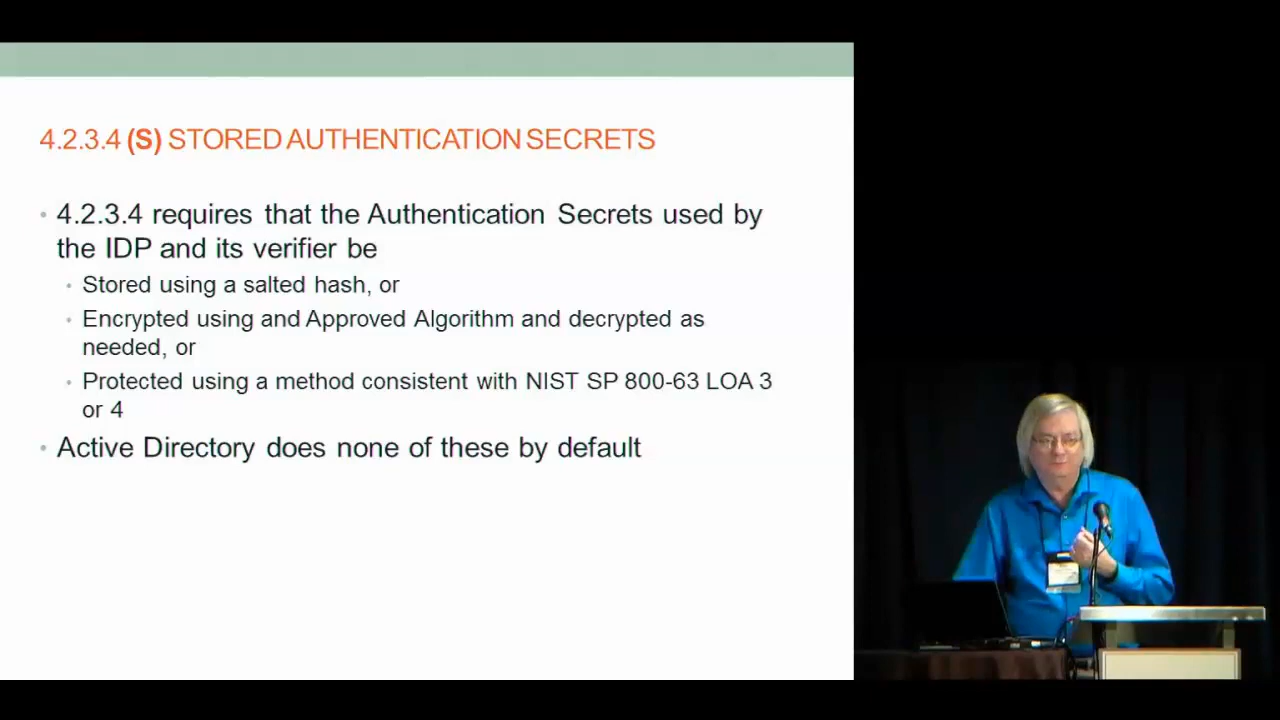 4.2.3.4 (S) STORED AUTHENTICATION SECRETS
• 4.2.3.4 requires that the Authentication Secrets used by
the IDP and its verifier be
• Stored using a salted hash, or
• Encrypted using and Approved Algorithm and decrypted as
needed, or
• Protected using a method consistent with NIST SP 800-63 LOA 3
or 4
• Active Directory does none of these by default